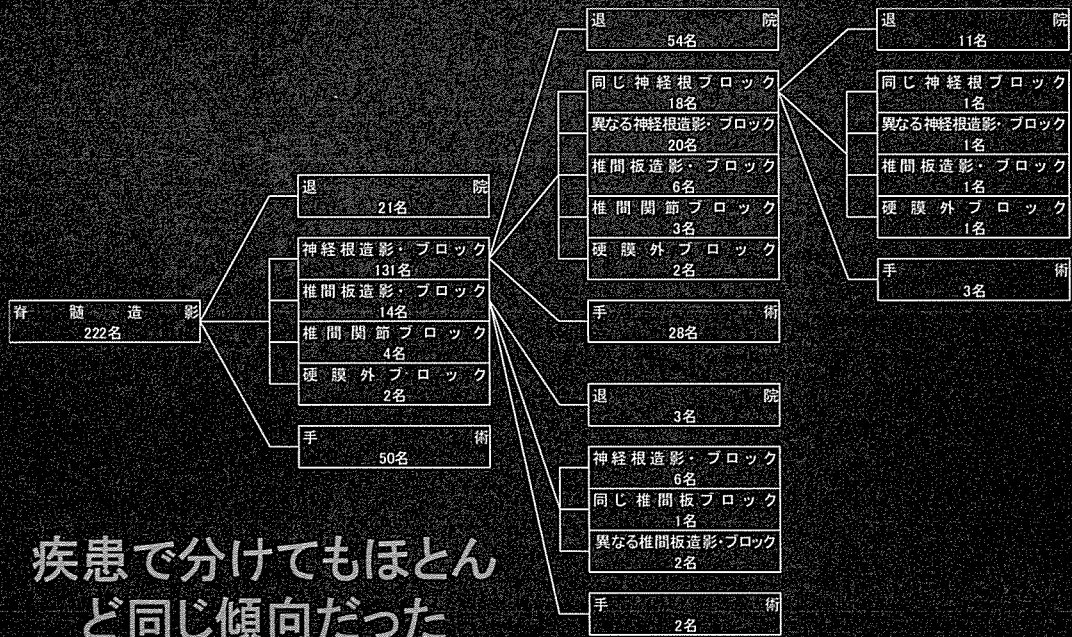 脊髄造影
222名
退院
21名
神経根造影・ブロック
131名
椎間板造影・ブロック
14名
椎間関節ブロック
4名
硬膜外ブロック
2名
手術
50名
退院
54名
同じ神経根ブロック
18名
異なる神経根造影・ブロック
20名
椎間板造影・ブロック
6名
椎間関節ブロック
3名
硬膜外ブロック
2名
手術
28名
退院
3名
神経根造影・ブロック
6名
同じ椎間板ブロック
1名
異なる椎間板造影・ブロック
2名
手術
2名
退院
11名
同じ神経根ブロック
1名
異なる神経根造影・ブロック
1名
椎間板造影・ブロック
1名
硬膜外ブロック
1名
手術
3名
疾患で分けてもほとん
ど同じ傾向だった